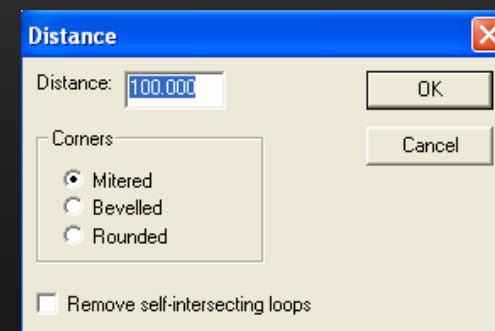 Distance
Distance: 100.000
OK
Corners
Cancel
Mitered
Bevelled
Rounded
Remove self-intersecting loops